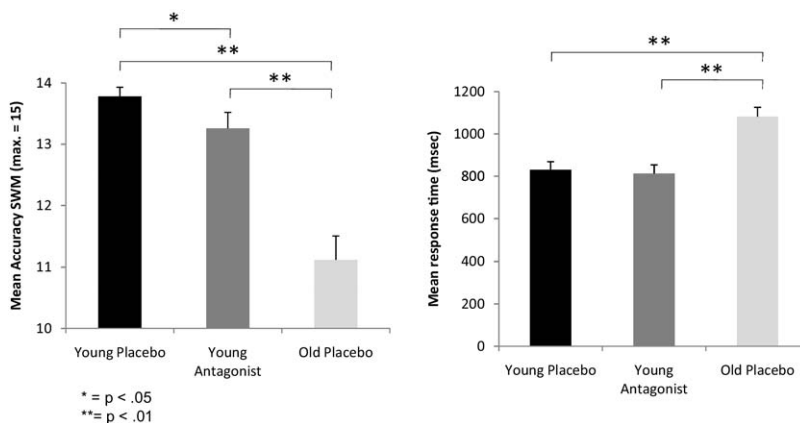 *
**
**
14
13
12
11
10
Mean Accuracy SWM (max. = 15)
Young Placebo
Young
Antagonist
Old Placebo
* = p < .05
**= p < .01
**
**
1200
1000
800
600
400
200
0
Mean response time (msec)
Young Placebo
Young
Antagonist
Old Placebo